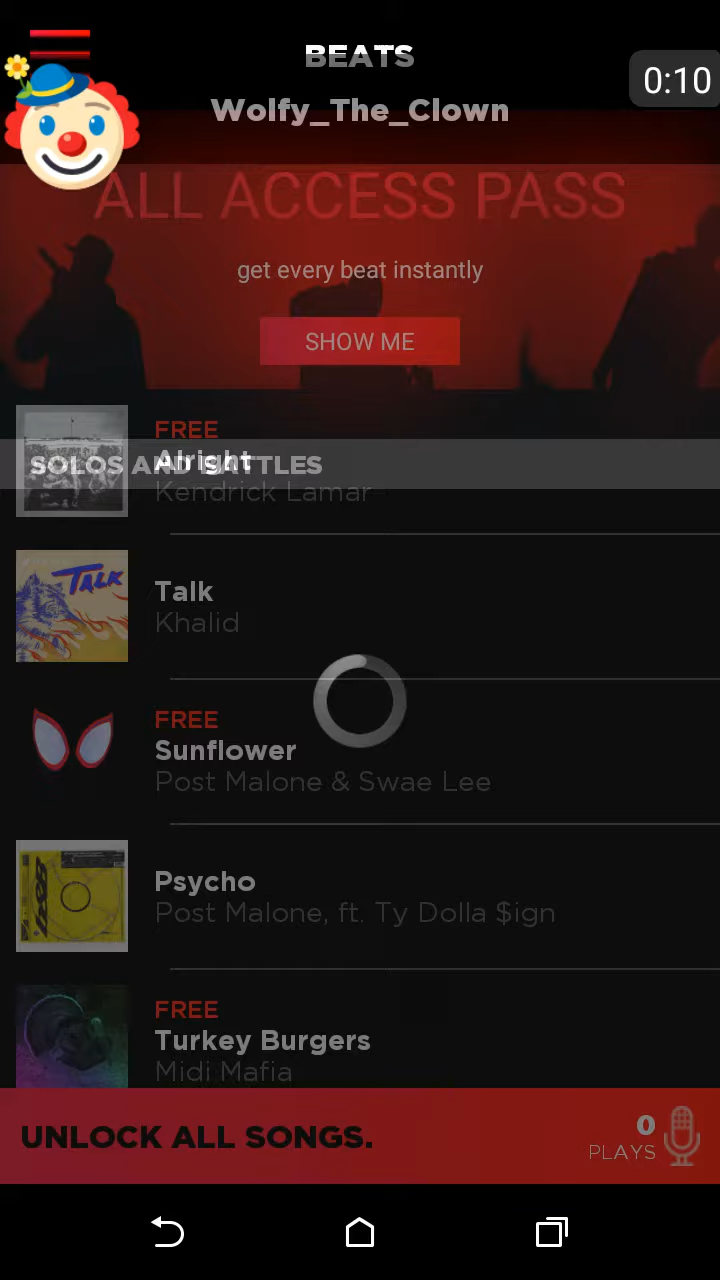 BEATS
0:10
Wolfy_The_Clown
ALL ACCESS PASS
get every beat instantly
SHOW ME
FREE
Alright
SOLOS AND BATTLES
Kendrick Lamar
TALK
Talk
Khalid
FREE
Sunflower
Post Malone & Swae Lee
Psycho
Post Malone, ft. Ty Dolla $ign
FREE
Turkey Burgers
Midi Mafia
UNLOCK ALL SONGS.
0
PLAYS